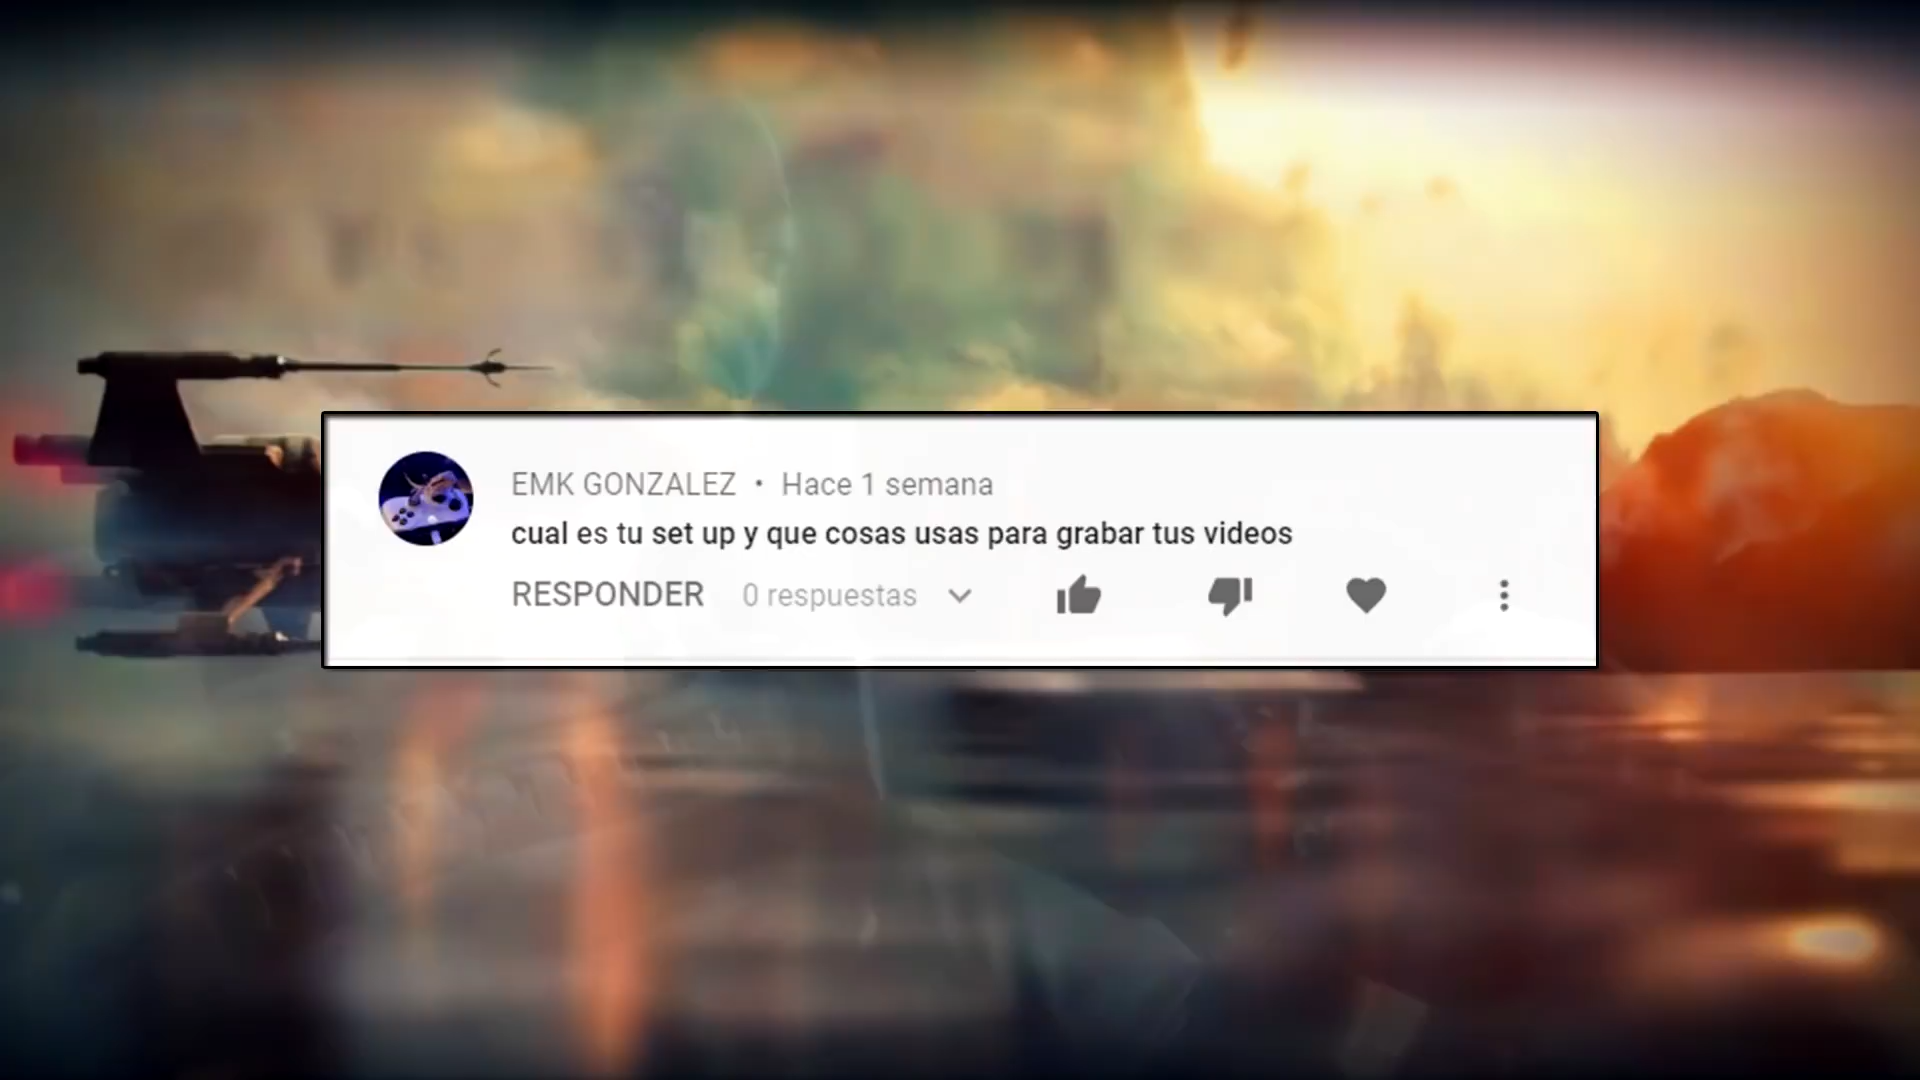 EMK GONZALEZ • Hace 1 semana
cual es tu set up y que cosas usas para grabar tus videos
RESPONDER 0 respuestas